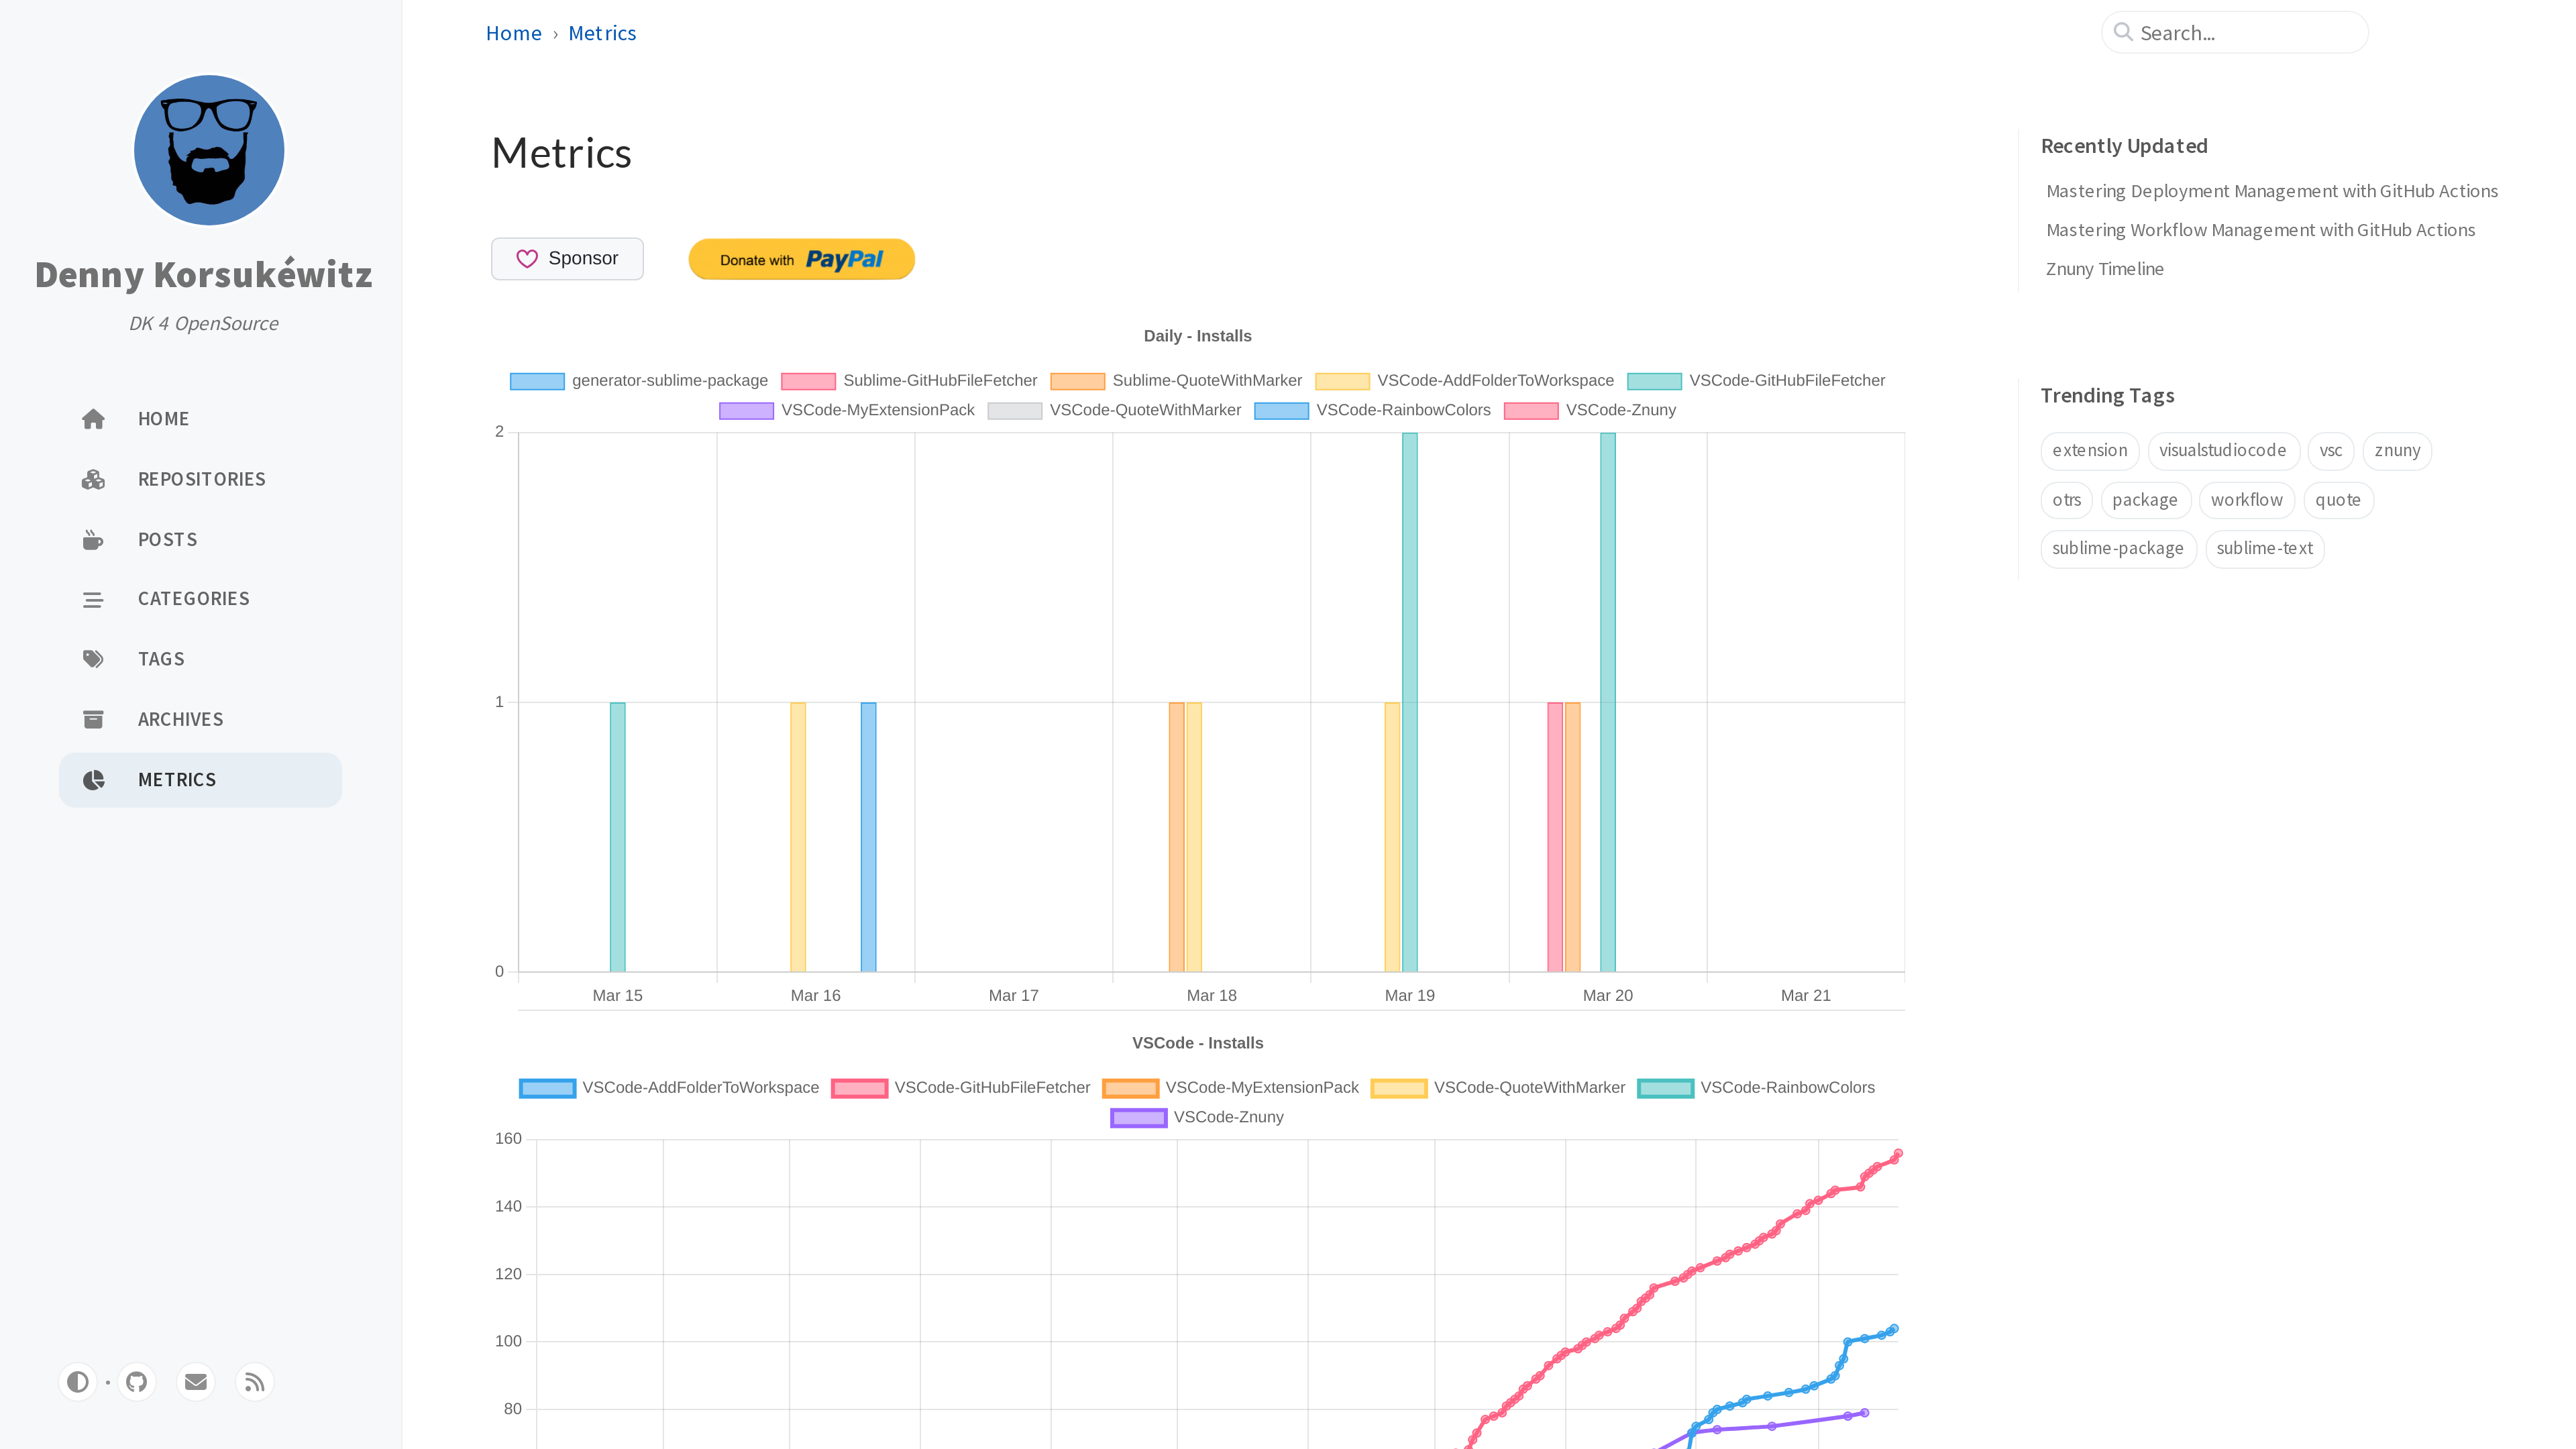 Denny Korsukéwitz
DK 4 OpenSource
HOME
REPOSITORIES
POSTS
CATEGORIES
TAGS
ARCHIVES
METRICS
Home › Metrics
Search...
Metrics
Sponsor
Donate with PayPal
Daily - Installs
generator-sublime-package Sublime-GitHubFileFetcher Sublime-QuoteWithMarker VSCode-AddFolderToWorkspace VSCode-GitHubFileFetcher
VSCode-MyExtensionPack VSCode-QuoteWithMarker VSCode-RainbowColors VSCode-Znuny
2
1
0
Mar 15 Mar 16 Mar 17 Mar 18 Mar 19 Mar 20 Mar 21
VSCode - Installs
VSCode-AddFolderToWorkspace VSCode-GitHubFileFetcher VSCode-MyExtensionPack VSCode-QuoteWithMarker VSCode-RainbowColors
VSCode-Znuny
160
140
120
100
80
Recently Updated
Mastering Deployment Management with GitHub Actions
Mastering Workflow Management with GitHub Actions
Znuny Timeline
Trending Tags
extension visualstudiocode vsc znuny
otrs package workflow quote
sublime-package sublime-text